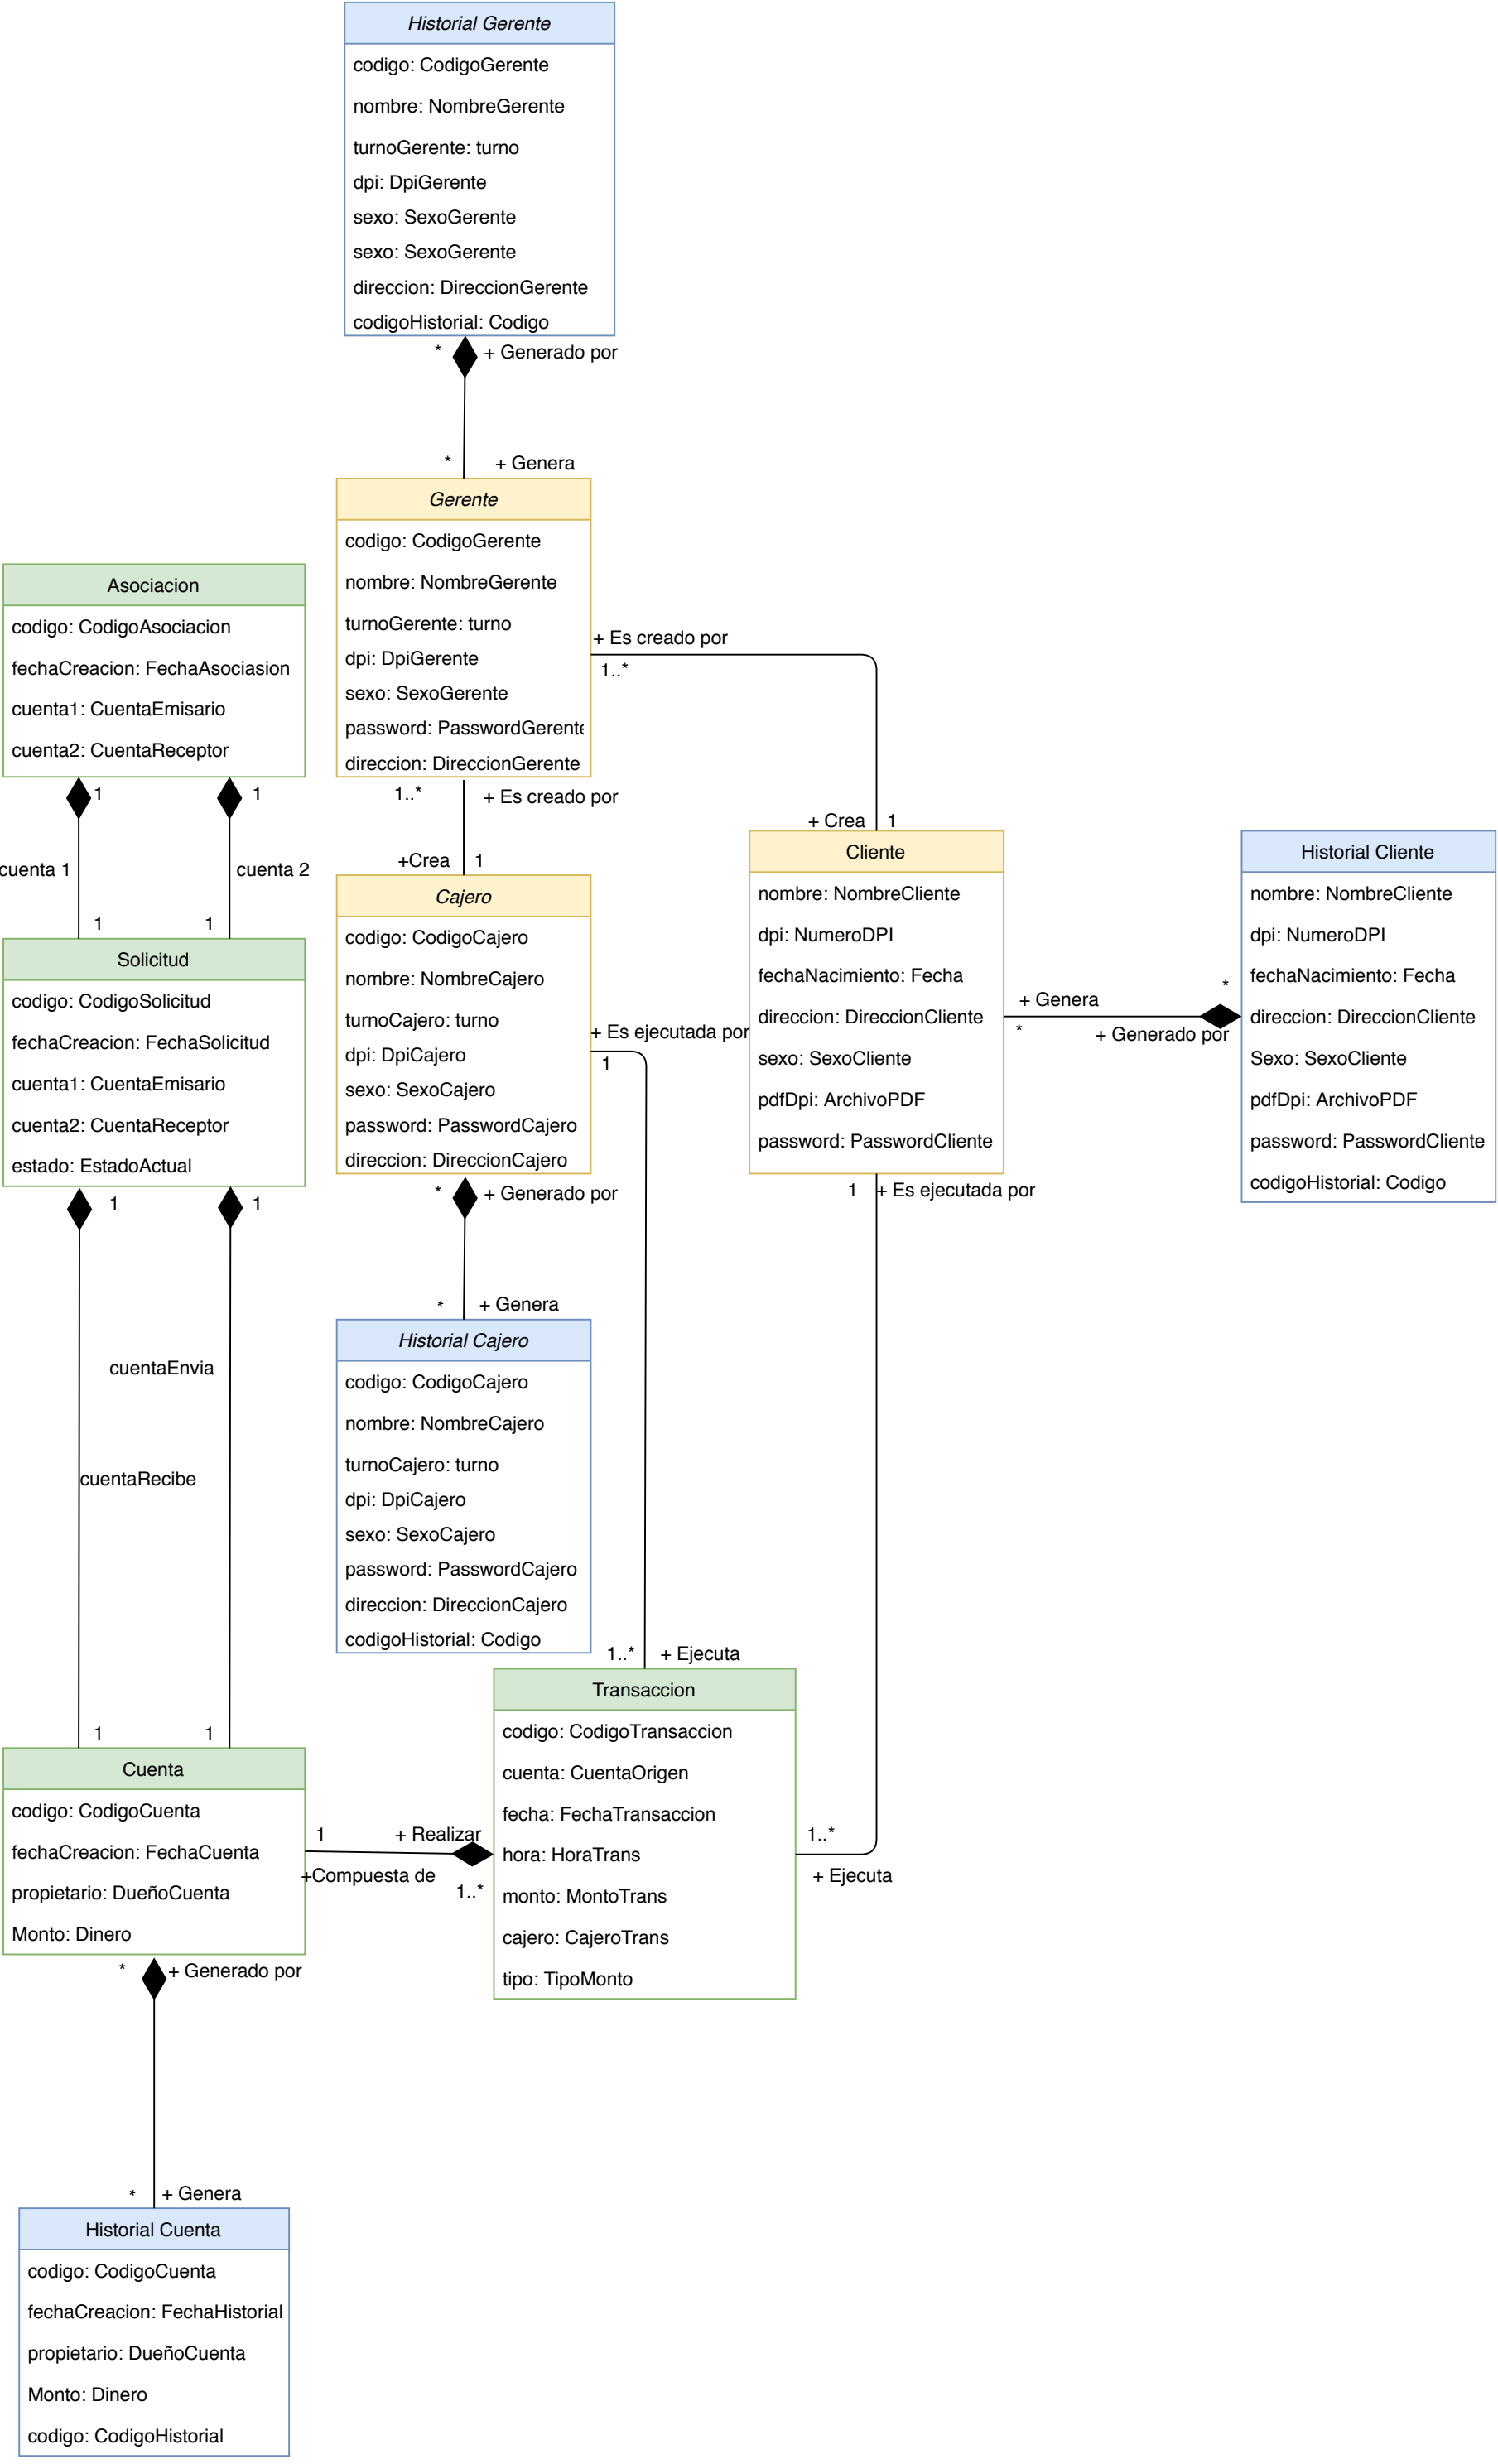 Historial Gerente
codigo: CodigoGerente
nombre: NombreGerente
turnoGerente: turno
dpi: DpiGerente
sexo: SexoGerente
sexo: SexoGerente
direccion: DireccionGerente
codigoHistorial: Codigo
*
+ Generado por
*
+ Genera
Gerente
codigo: CodigoGerente
nombre: NombreGerente
turnoGerente: turno
dpi: DpiGerente
sexo: SexoGerente
password: PasswordGerente
direccion: DireccionGerente
+ Es creado por
1..*
1..*
+ Es creado por
+Crea
1
+ Crea
1
Asociacion
codigo: CodigoAsociacion
fechaCreacion: FechaAsociasion
cuenta1: CuentaEmisario
cuenta2: CuentaReceptor
1
1
cuenta 1
cuenta 2
1
1
Solicitud
codigo: CodigoSolicitud
fechaCreacion: FechaSolicitud
cuenta1: CuentaEmisario
cuenta2: CuentaReceptor
estado: EstadoActual
1
1
cuentaEnvia
cuentaRecibe
1
1
Cajero
codigo: CodigoCajero
nombre: NombreCajero
turnoCajero: turno
dpi: DpiCajero
sexo: SexoCajero
password: PasswordCajero
direccion: DireccionCajero
+ Es ejecutada por
1
*
+ Generado por
*
+ Genera
Cliente
nombre: NombreCliente
dpi: NumeroDPI
fechaNacimiento: Fecha
direccion: DireccionCliente
sexo: SexoCliente
pdfDpi: ArchivoPDF
password: PasswordCliente
1
+ Es ejecutada por
+ Genera
*
*
+ Generado por
Historial Cliente
nombre: NombreCliente
dpi: NumeroDPI
fechaNacimiento: Fecha
direccion: DireccionCliente
Sexo: SexoCliente
pdfDpi: ArchivoPDF
password: PasswordCliente
codigoHistorial: Codigo
Historial Cajero
codigo: CodigoCajero
nombre: NombreCajero
turnoCajero: turno
dpi: DpiCajero
sexo: SexoCajero
password: PasswordCajero
direccion: DireccionCajero
codigoHistorial: Codigo
1..*
+ Ejecuta
Transaccion
codigo: CodigoTransaccion
cuenta: CuentaOrigen
fecha: FechaTransaccion
hora: HoraTrans
monto: MontoTrans
cajero: CajeroTrans
tipo: TipoMonto
1..*
+ Ejecuta
Cuenta
codigo: CodigoCuenta
fechaCreacion: FechaCuenta
propietario: DueñoCuenta
Monto: Dinero
1
+ Realizar
+Compuesta de
1..*
*
+ Generado por
*
+ Genera
Historial Cuenta
codigo: CodigoCuenta
fechaCreacion: FechaHistorial
propietario: DueñoCuenta
Monto: Dinero
codigo: CodigoHistorial